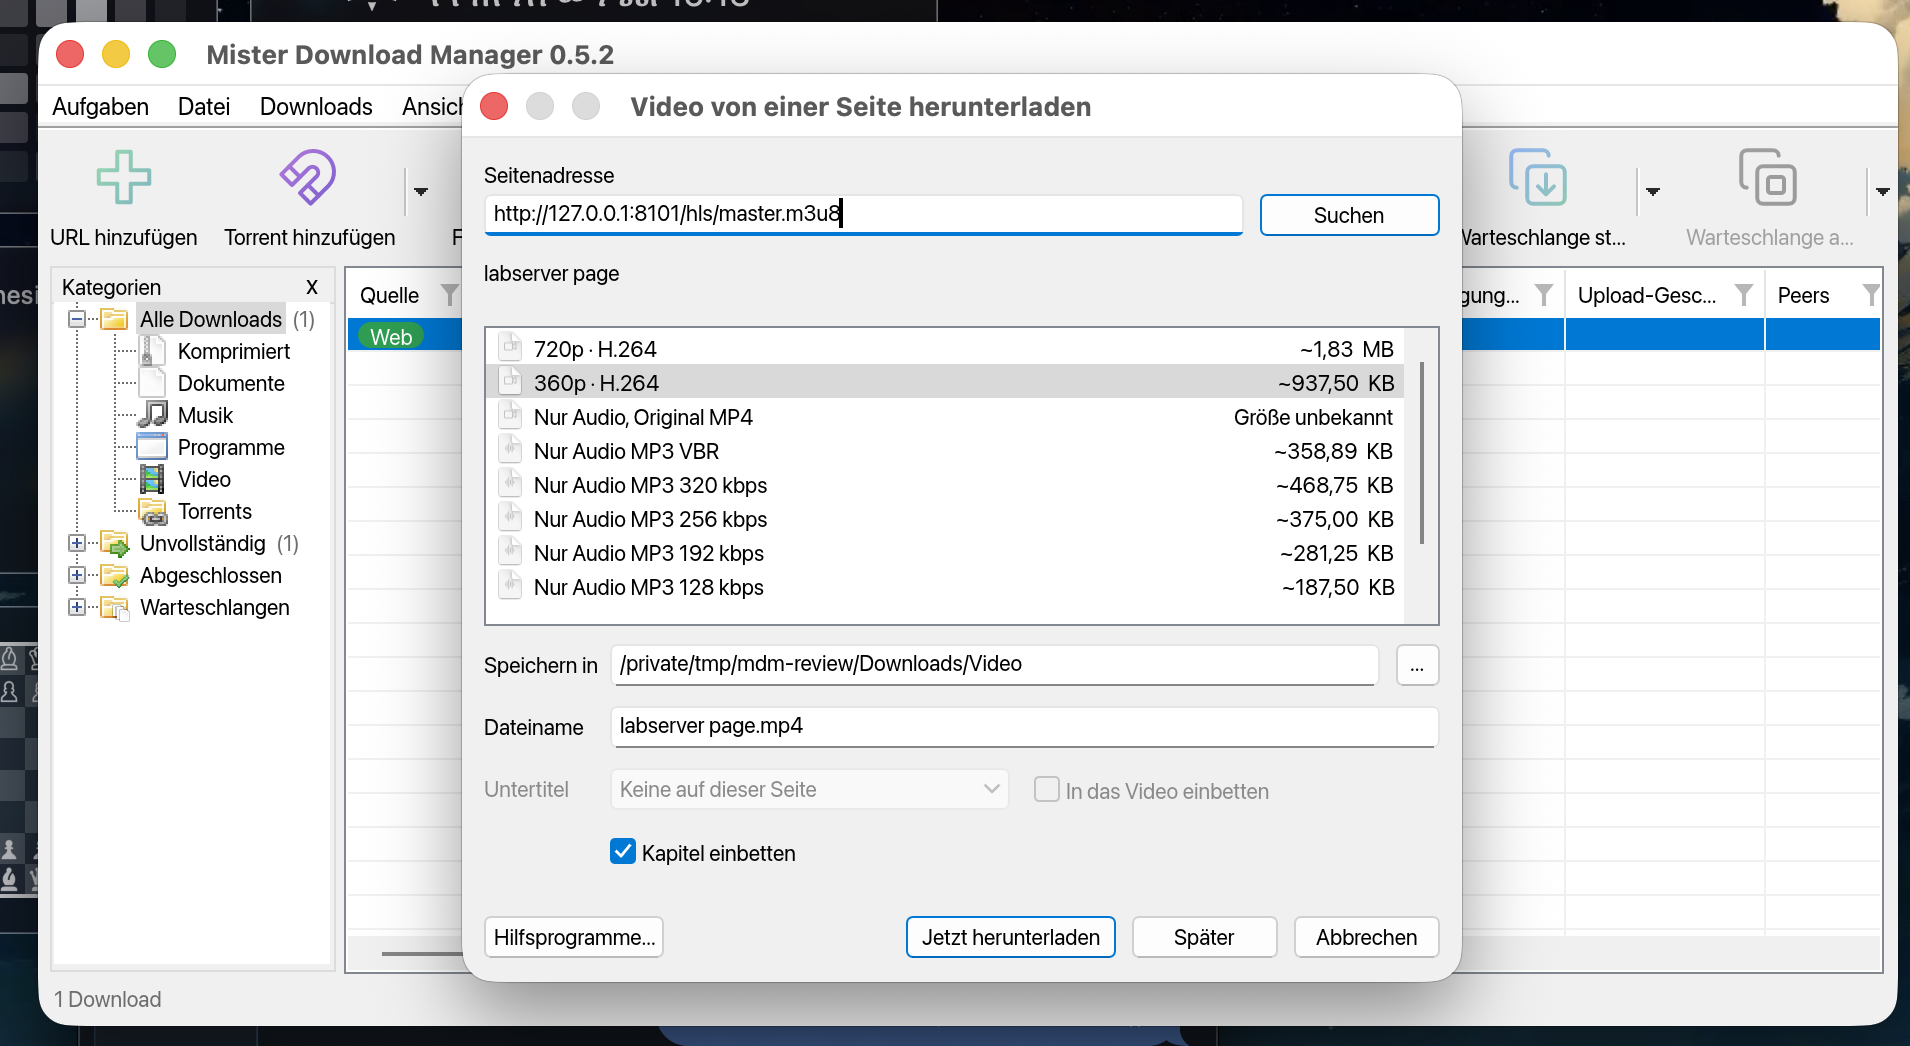 Mister Download Manager 0.5.2
Aufgaben Datei Downloads
URL hinzufügen
Torrent hinzufügen
Warteschlange st...
Warteschlange a...
Kategorien X
Alle Downloads (1)
Komprimiert
Dokumente
Musik
Programme
Video
Torrents
Unvollständig (1)
Abgeschlossen
Warteschlangen
Quelle
Web
Upload-Gesc...
Peers
1 Download
Video von einer Seite herunterladen
Seitenadresse
http://127.0.0.1:8101/hls/master.m3u8
Suchen
labserver page
720p · H.264 ~1,83 MB
360p · H.264 ~937,50 KB
Nur Audio, Original MP4 Größe unbekannt
Nur Audio MP3 VBR ~358,89 KB
Nur Audio MP3 320 kbps ~468,75 KB
Nur Audio MP3 256 kbps ~375,00 KB
Nur Audio MP3 192 kbps ~281,25 KB
Nur Audio MP3 128 kbps ~187,50 KB
Speichern in /private/tmp/mdm-review/Downloads/Video ...
Dateiname labserver page.mp4
Untertitel Keine auf dieser Seite In das Video einbetten
Kapitel einbetten
Hilfsprogramme... Jetzt herunterladen Später Abbrechen